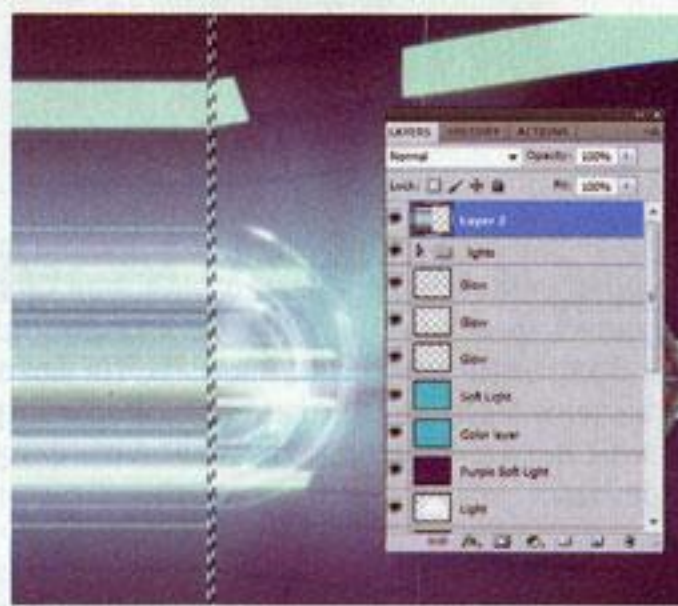 LAYERS HISTORY ACTIONS
Normal Opacity: 100%
Lock: Fill: 100%
Layer 2
lights
Glow
Glow
Glow
Soft Light
Color layer
Purple Soft Light
Light